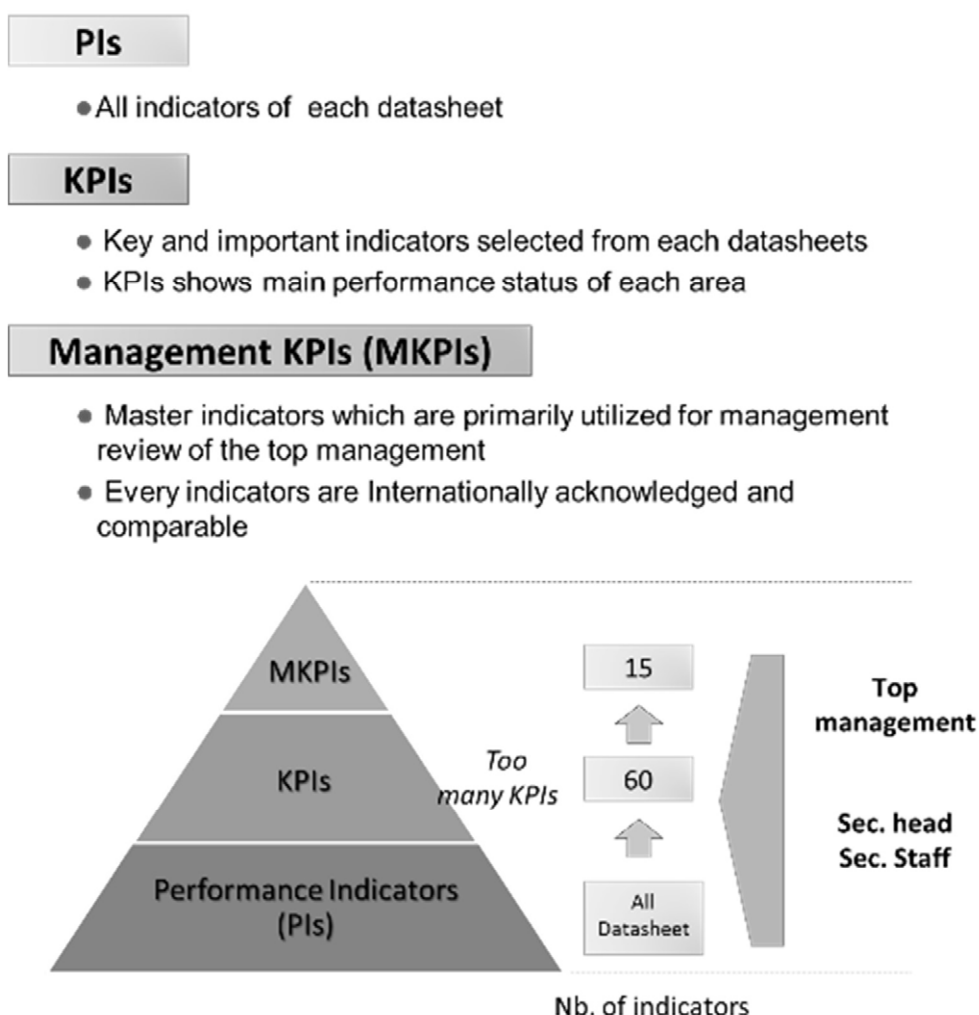 PIs
All indicators of each datasheet
KPIs
Key and important indicators selected from each datasheets
KPIs shows main performance status of each area
Management KPIs (MKPIs)
Master indicators which are primarily utilized for management
review of the top management
Every indicators are Internationally acknowledged and
comparable
MKPIs
KPIs
Performance Indicators
(PIs)
Too
many KPIs
15
60
All
Datasheet
Top
management
Sec. head
Sec. Staff
Nb. of indicators